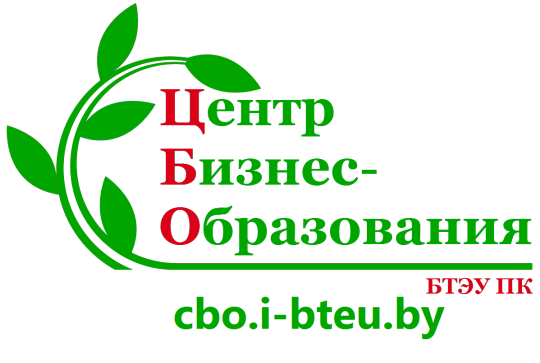 Центр
Бизнес-
Образования
БТЭУ ПК
cbo.i-bteu.by